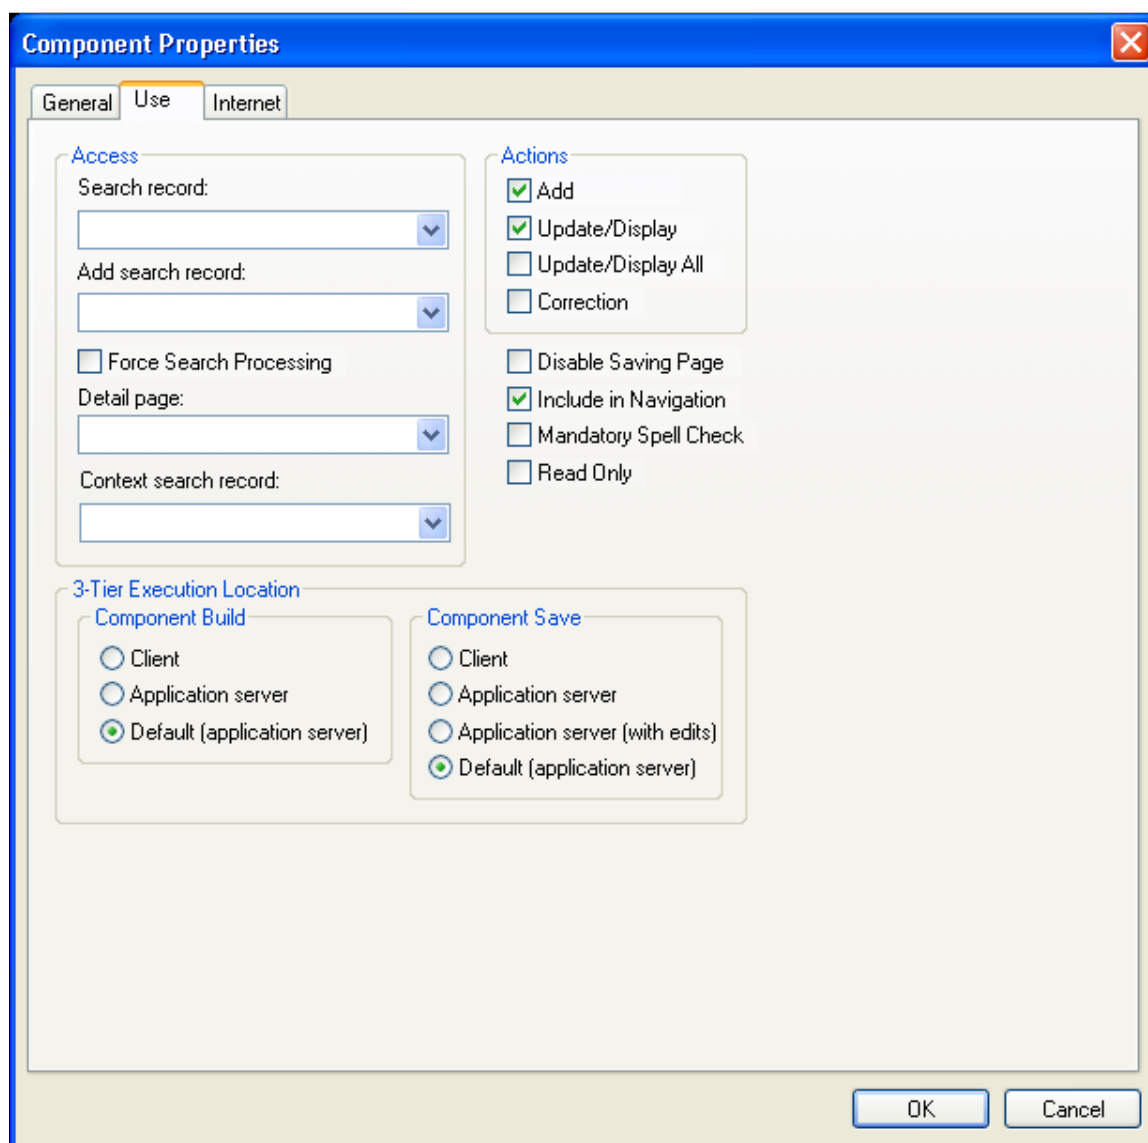 Component Properties
General
Use
Internet
Access
Search record:
Add search record:
Force Search Processing
Detail page:
Context search record:
Actions
Add
Update/Display
Update/Display All
Correction
Disable Saving Page
Include in Navigation
Mandatory Spell Check
Read Only
3-Tier Execution Location
Component Build
Client
Application server
Default (application server)
Component Save
Client
Application server
Application server (with edits)
Default (application server)
OK
Cancel